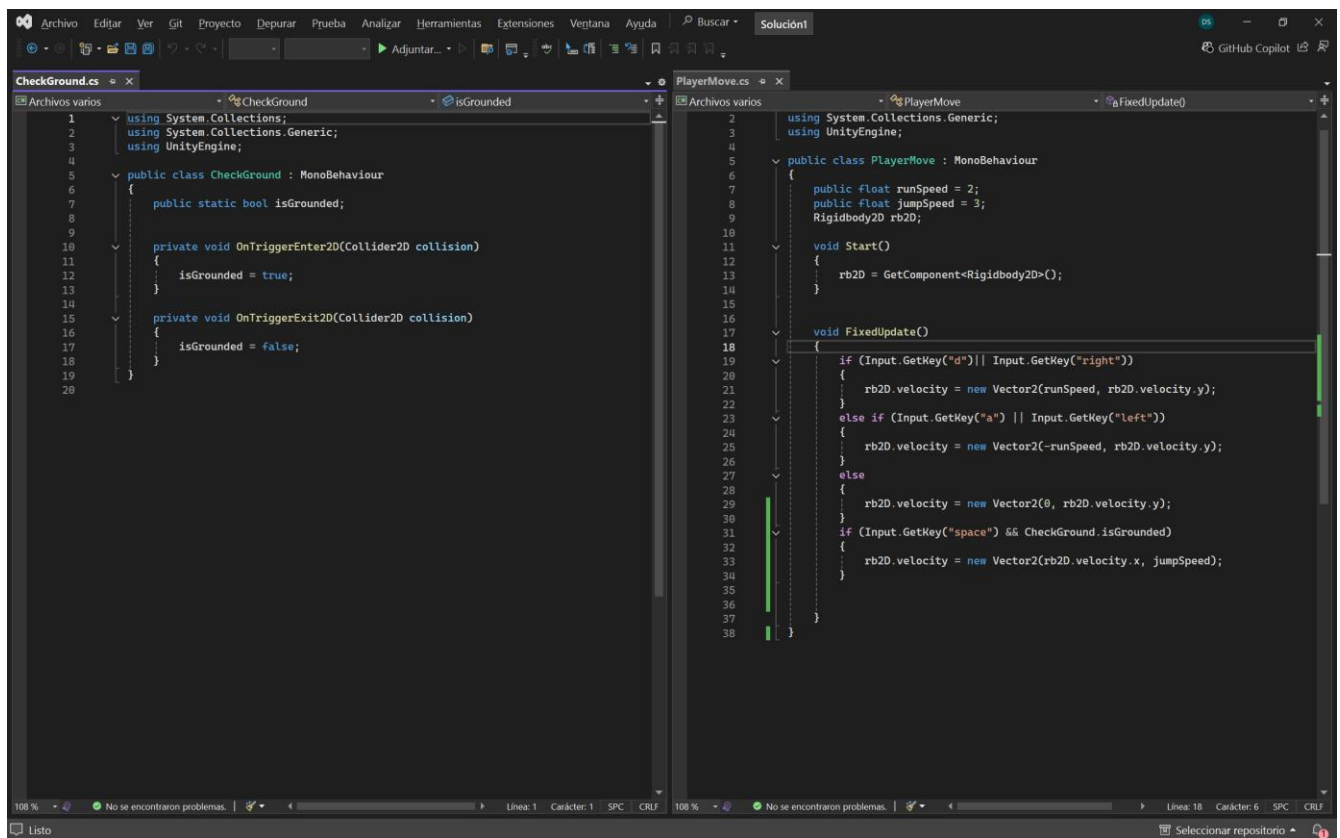 Archivo Editar Ver Git Proyecto Depurar Prueba Analizar Herramientas Extensiones Ventana Ayuda Buscar Solución1 DS
Adjuntar... GitHub Copilot
CheckGround.cs
Archivos varios CheckGround isGrounded
1 using System.Collections;
2 using System.Collections.Generic;
3 using UnityEngine;
4
5 public class CheckGround : MonoBehaviour
6 {
7 public static bool isGrounded;
8
9
10 private void OnTriggerEnter2D(Collider2D collision)
11 {
12 isGrounded = true;
13 }
14
15 private void OnTriggerExit2D(Collider2D collision)
16 {
17 isGrounded = false;
18 }
19 }
20
108 % No se encontraron problemas. Línea: 1 Carácter: 1 SPC CRLF
PlayerMove.cs
Archivos varios PlayerMove FixedUpdate()
2 using System.Collections.Generic;
3 using UnityEngine;
4
5 public class PlayerMove : MonoBehaviour
6 {
7 public float runSpeed = 2;
8 public float jumpSpeed = 3;
9 Rigidbody2D rb2D;
10
11 void Start()
12 {
13 rb2D = GetComponent<Rigidbody2D>();
14 }
15
16
17 void FixedUpdate()
18 {
19 if (Input.GetKey("d")|| Input.GetKey("right"))
20 {
21 rb2D.velocity = new Vector2(runSpeed, rb2D.velocity.y);
22 }
23 else if (Input.GetKey("a") || Input.GetKey("left"))
24 {
25 rb2D.velocity = new Vector2(-runSpeed, rb2D.velocity.y);
26 }
27 else
28 {
29 rb2D.velocity = new Vector2(0, rb2D.velocity.y);
30 }
31 if (Input.GetKey("space") && CheckGround.isGrounded)
32 {
33 rb2D.velocity = new Vector2(rb2D.velocity.x, jumpSpeed);
34 }
35
36
37 }
38 }
108 % No se encontraron problemas. Línea: 18 Carácter: 6 SPC CRLF
Listo Seleccionar repositorio 1